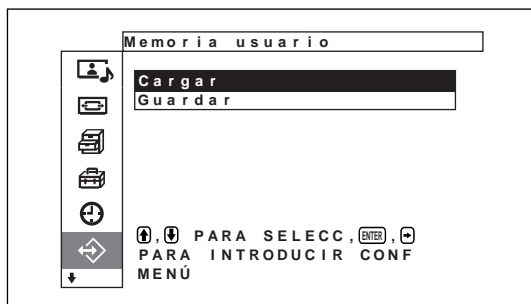 Memoria usuario
Cargar
Guardar
, PARA SELECC, ENTER ,
PARA INTRODUCIR CONF
MENÚ